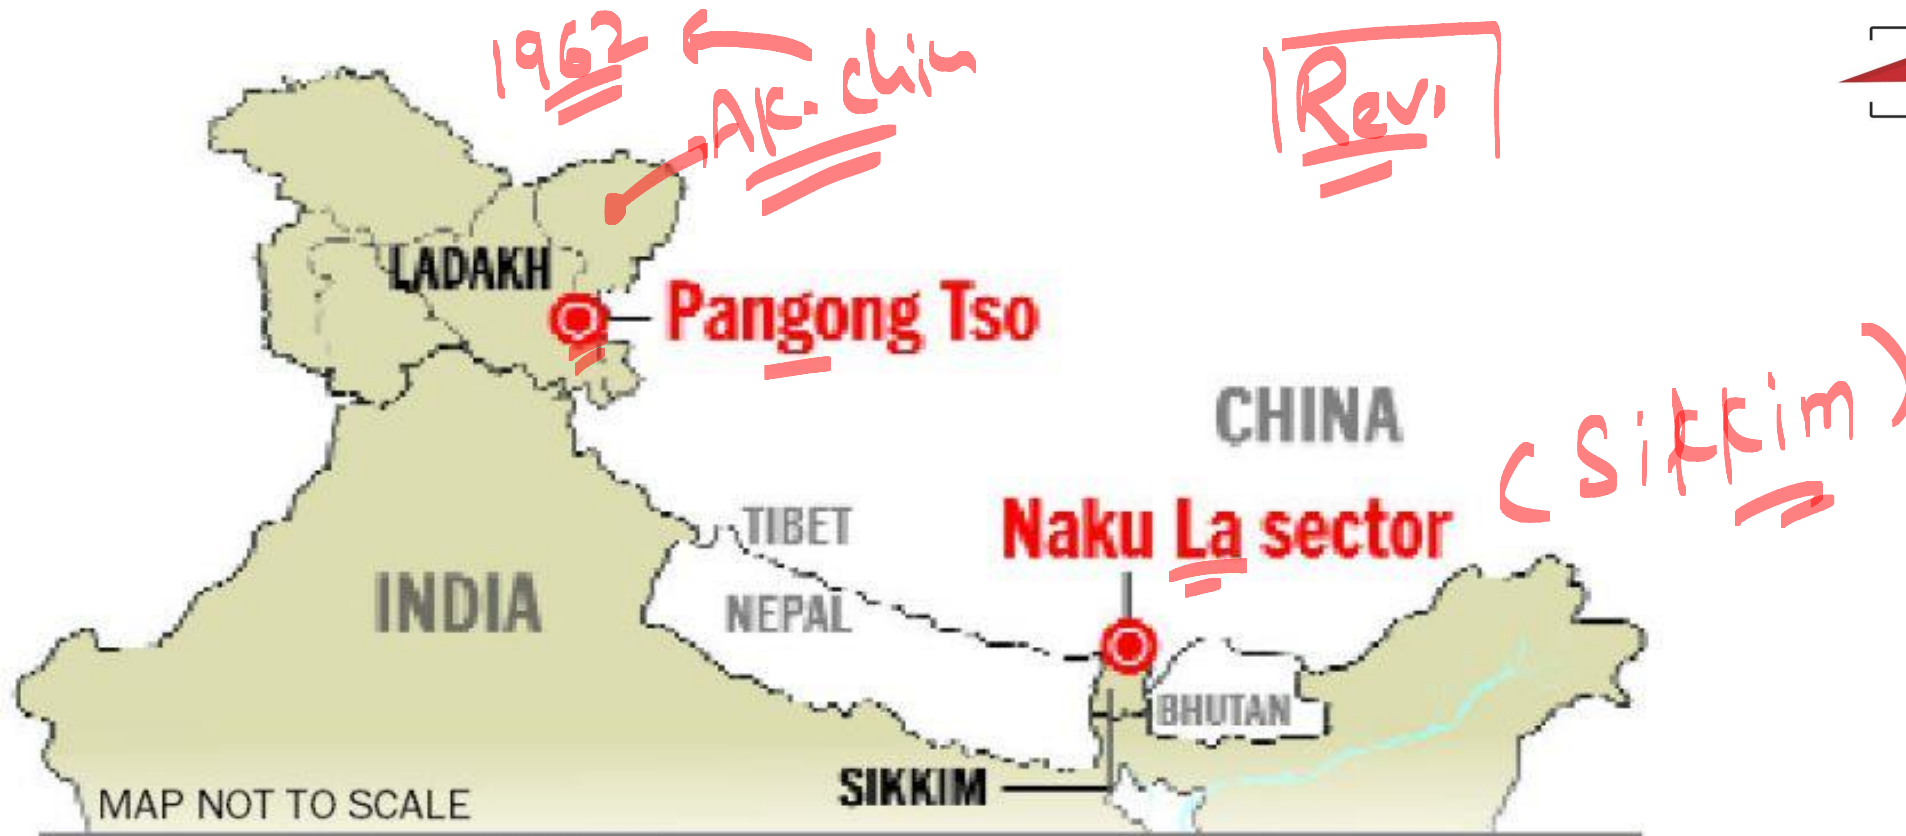 1962
AK. Chin
Rev.
LADAKH
Pangong Tso
CHINA
(Sikkim)
TIBET
Naku La sector
INDIA
NEPAL
BHUTAN
SIKKIM
MAP NOT TO SCALE